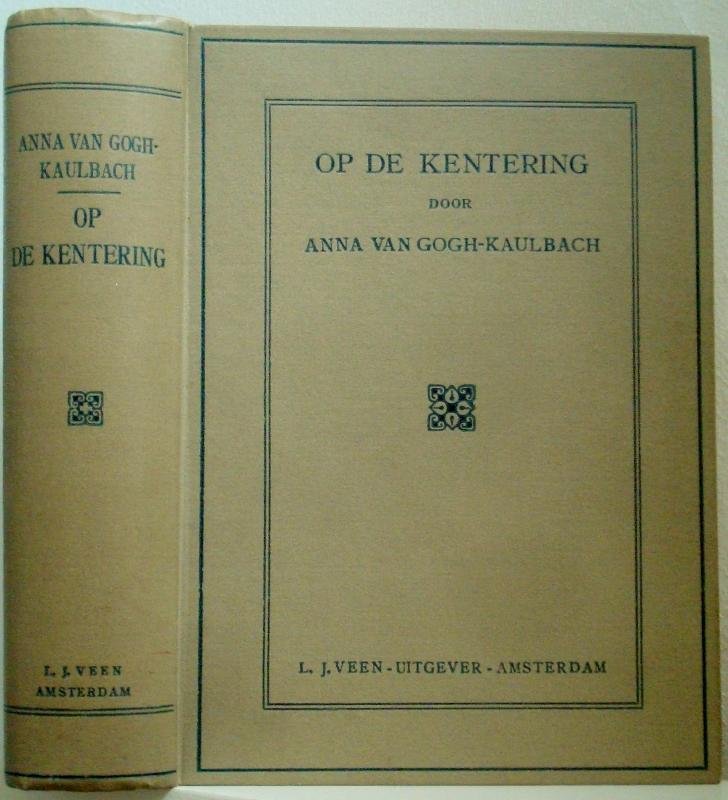 ANNA VAN GOGH-
KAULBACH
OP
DE KENTERING
L. J. VEEN
AMSTERDAM
OP DE KENTERING
DOOR
ANNA VAN GOGH-KAULBACH
L. J. VEEN - UITGEVER - AMSTERDAM